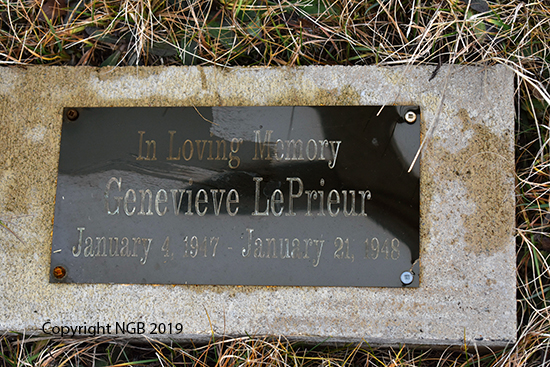 In Loving Memory
Genevieve LePrieur
January 4, 1947 - January 21, 1948
Copyright NGB 2019